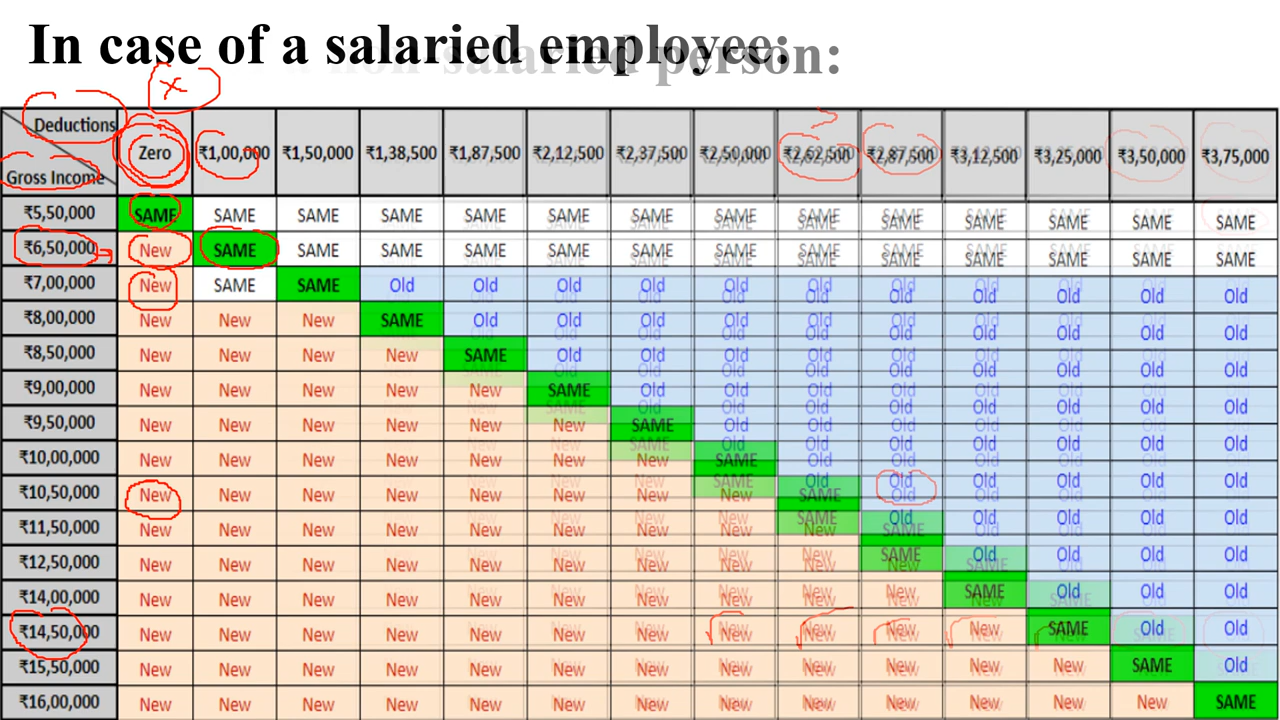 In case of a salaried employee:
person:
Deductions
Gross Income
Zero ₹1,00,000 ₹1,50,000 ₹1,38,500 ₹1,87,500 ₹2,12,500 ₹2,37,500 ₹2,50,000 ₹2,62,500 ₹2,87,500 ₹3,12,500 ₹3,25,000 ₹3,50,000 ₹3,75,000
₹5,50,000 SAME SAME SAME SAME SAME SAME SAME SAME SAME SAME SAME SAME SAME SAME
₹6,50,000 New SAME SAME SAME SAME SAME SAME SAME SAME SAME SAME SAME SAME SAME
₹7,00,000 New SAME SAME Old Old Old Old Old Old Old Old Old Old Old
₹8,00,000 New New New SAME Old Old Old Old Old Old Old Old Old Old
₹8,50,000 New New New New SAME Old Old Old Old Old Old Old Old Old
₹9,00,000 New New New New New SAME Old Old Old Old Old Old Old Old
₹9,50,000 New New New New New New SAME Old Old Old Old Old Old Old
₹10,00,000 New New New New New New New SAME Old Old Old Old Old Old
₹10,50,000 New New New New New New New New SAME Old Old Old Old Old
₹11,50,000 New New New New New New New New SAME Old Old Old Old Old
₹12,50,000 New New New New New New New New New SAME Old Old Old Old
₹14,00,000 New New New New New New New New New New SAME Old Old Old
₹14,50,000 New New New New New New New New New New New SAME Old Old
₹15,50,000 New New New New New New New New New New New New SAME Old
₹16,00,000 New New New New New New New New New New New New New SAME